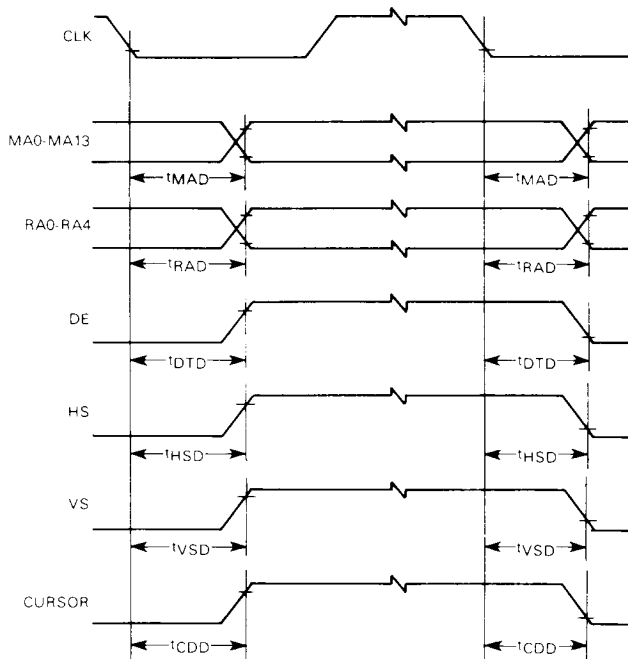 CLK
MA0-MA13
tMAD tMAD
RA0-RA4
tRAD tRAD
DE
tDTD tDTD
HS
tHSD tHSD
VS
tVSD tVSD
CURSOR
tCDD tCDD